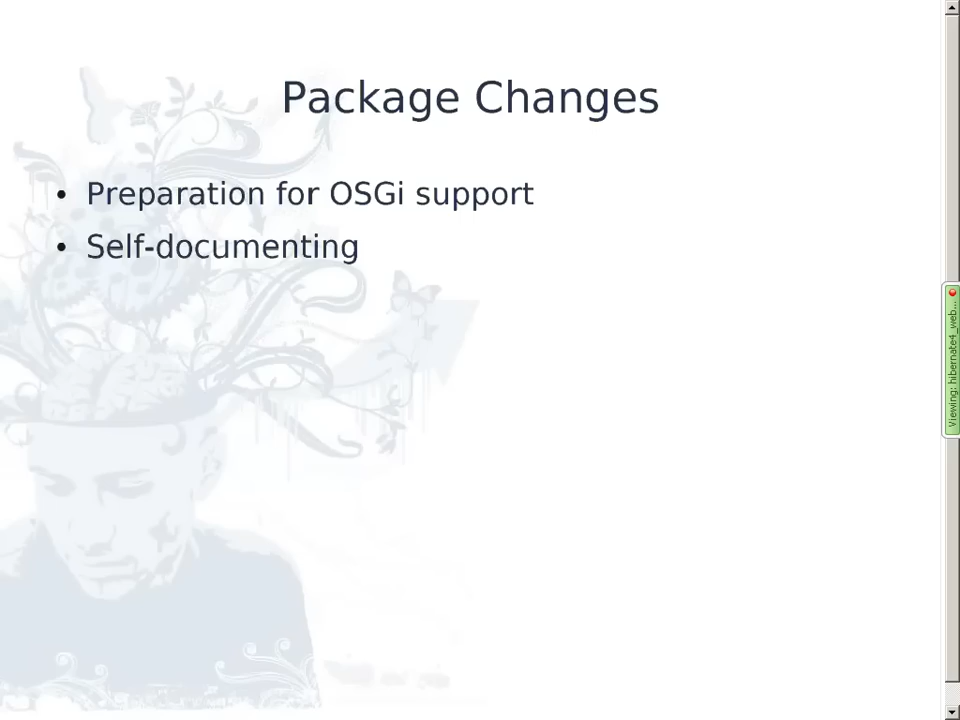 Package Changes
• Preparation for OSGi support
• Self-documenting
Viewing: hibernate4_web...